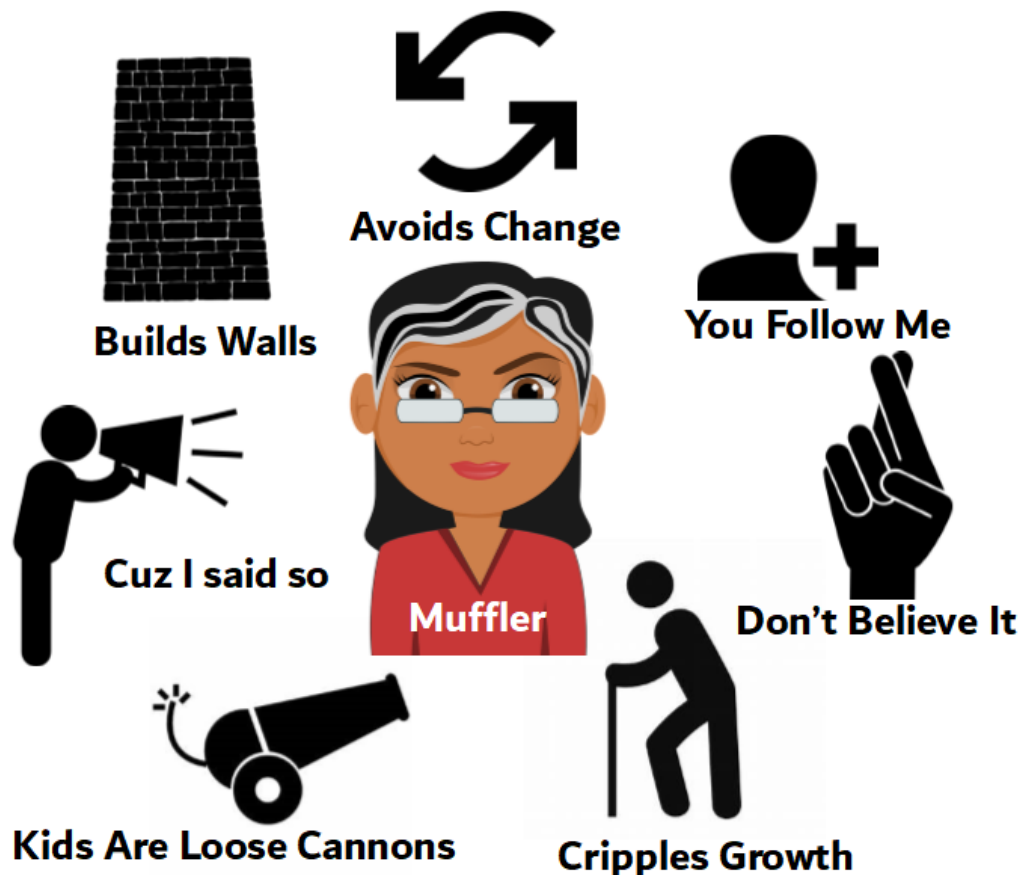 Avoids Change
You Follow Me
Builds Walls
Cuz I said so
Muffler
Don't Believe It
Kids Are Loose Cannons
Cripples Growth